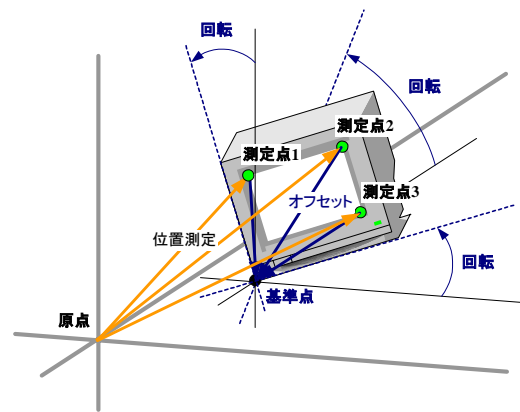 回転
回転
測定点2
測定点1
測定点3
オフセット
位置測定
回転
基準点
原点